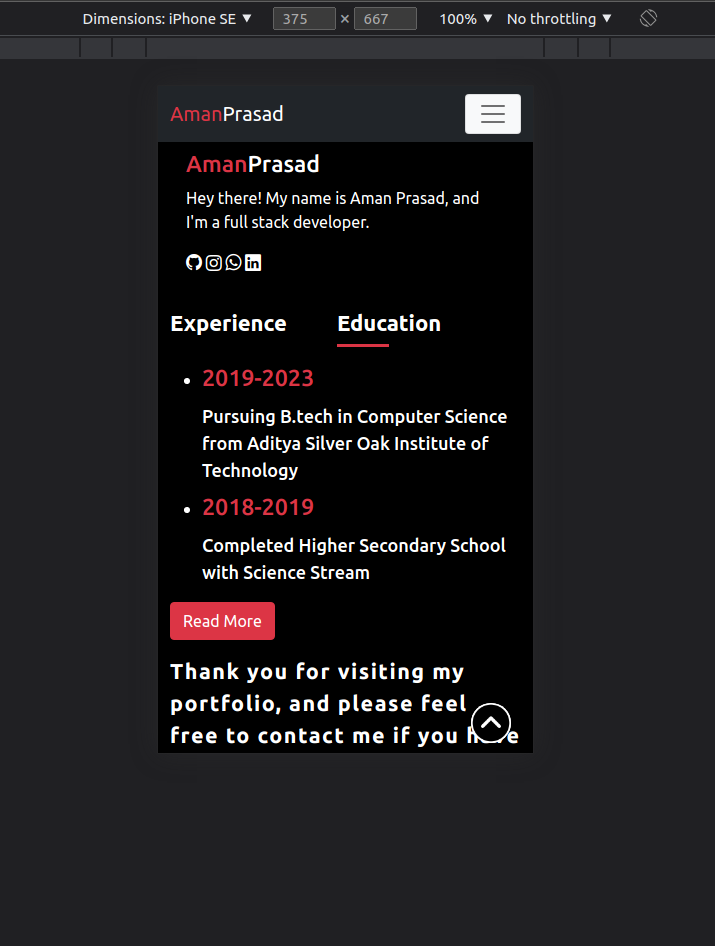 Dimensions: iPhone SE ▼ 375 × 667 100% ▼ No throttling ▼
AmanPrasad
AmanPrasad
Hey there! My name is Aman Prasad, and
I'm a full stack developer.
Experience Education
2019-2023
Pursuing B.tech in Computer Science
from Aditya Silver Oak Institute of
Technology
2018-2019
Completed Higher Secondary School
with Science Stream
Read More
Thank you for visiting my
portfolio, and please feel
free to contact me if you have